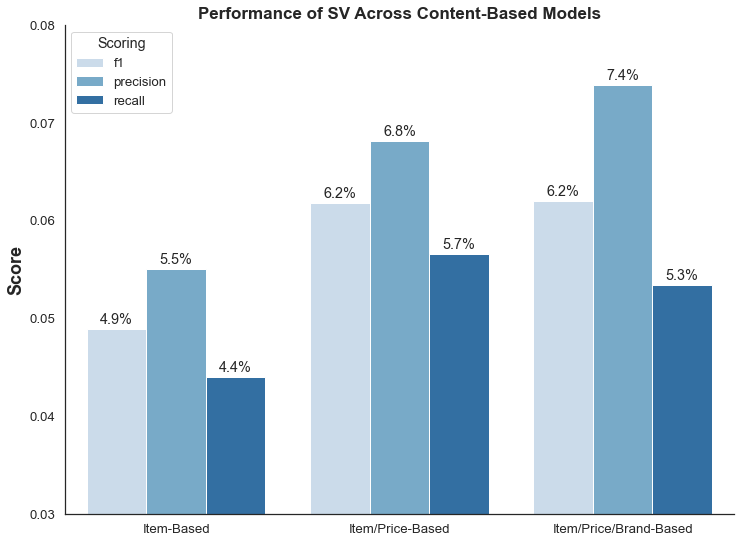 Performance of SV Across Content-Based Models
0.08
0.07
0.06
0.05
0.04
0.03
Score
Scoring
f1
precision
recall
4.9%
5.5%
4.4%
6.2%
6.8%
5.7%
6.2%
7.4%
5.3%
Item-Based
Item/Price-Based
Item/Price/Brand-Based